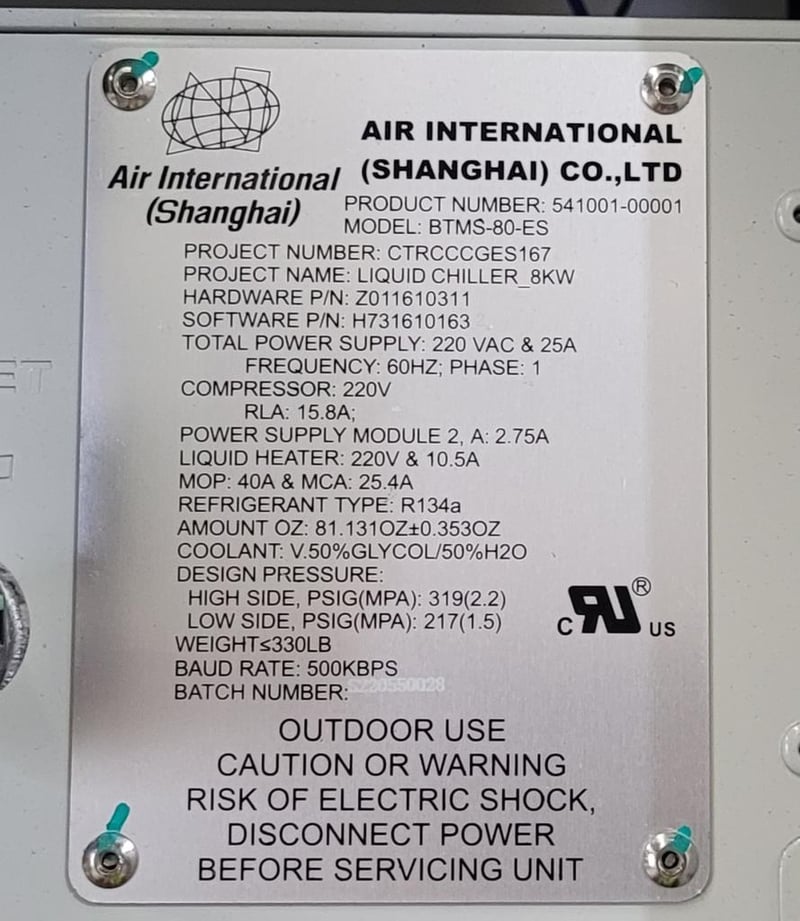 AIR INTERNATIONAL
(SHANGHAI) CO.,LTD
Air International
(Shanghai)
PRODUCT NUMBER: 541001-00001
MODEL: BTMS-80-ES
PROJECT NUMBER: CTRCCCGES167
PROJECT NAME: LIQUID CHILLER_8KW
HARDWARE P/N: Z011610311
SOFTWARE P/N: H731610163
TOTAL POWER SUPPLY: 220 VAC & 25A
FREQUENCY: 60HZ; PHASE: 1
COMPRESSOR: 220V
RLA: 15.8A;
POWER SUPPLY MODULE 2, A: 2.75A
LIQUID HEATER: 220V & 10.5A
MOP: 40A & MCA: 25.4A
REFRIGERANT TYPE: R134a
AMOUNT OZ: 81.131OZ±0.353OZ
COOLANT: V.50%GLYCOL/50%H2O
DESIGN PRESSURE:
HIGH SIDE, PSIG(MPA): 319(2.2)
LOW SIDE, PSIG(MPA): 217(1.5)
C RU® US
WEIGHT≤330LB
BAUD RATE: 500KBPS
BATCH NUMBER:
OUTDOOR USE
CAUTION OR WARNING
RISK OF ELECTRIC SHOCK,
DISCONNECT POWER
BEFORE SERVICING UNIT